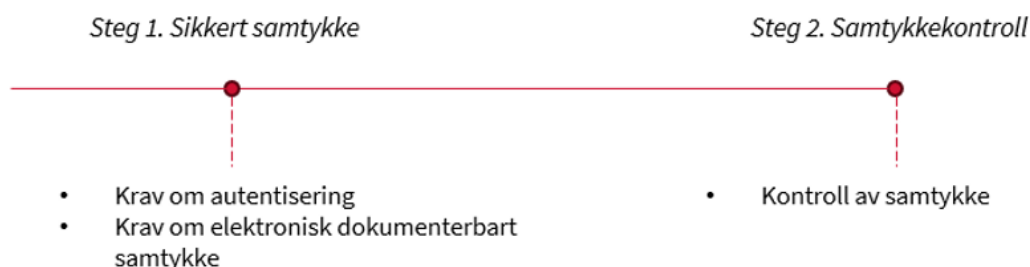 Steg 1. Sikkert samtykke
Steg 2. Samtykkekontroll
• Krav om autentisering
• Krav om elektronisk dokumenterbart
samtykke
• Kontroll av samtykke